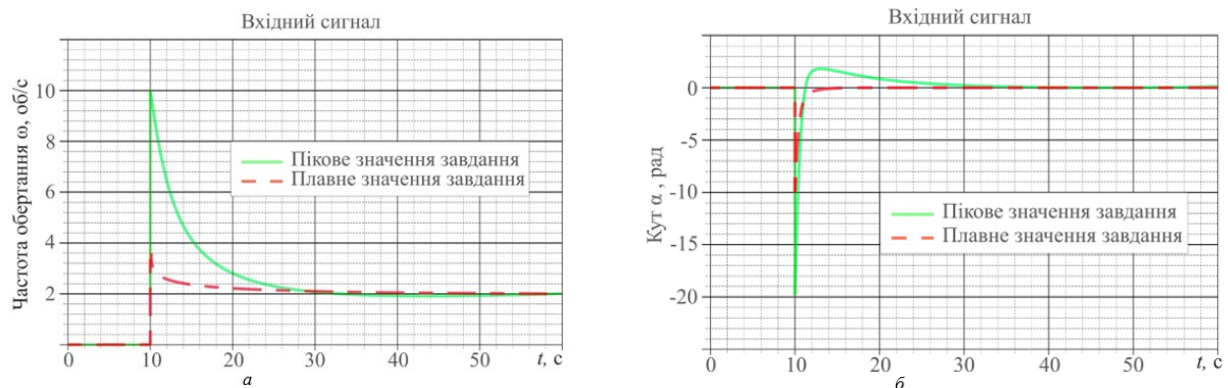 Вхідний сигнал
Частота обертання ω, об/с
10
8
6
4
2
Пікове значення завдання
Плавне значення завдання
0 10 20 30 40 50 t, с
а
Вхідний сигнал
Кут α , рад
0
-5
-10
-15
-20
Пікове значення завдання
Плавне значення завдання
0 10 20 30 40 50 t, с
б